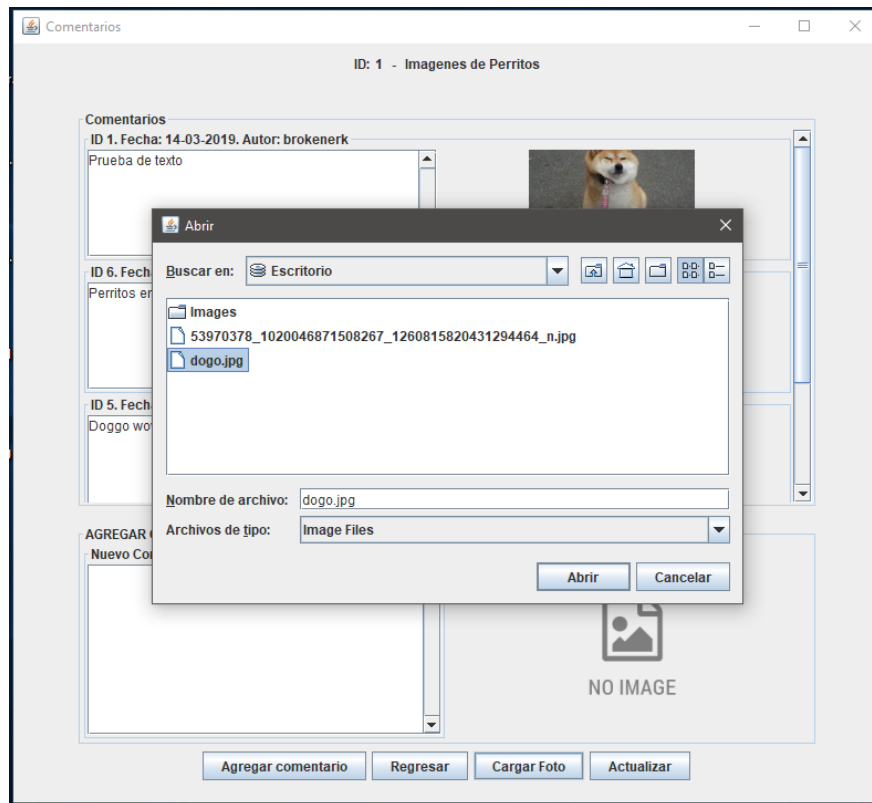 Comentarios
ID: 1 - Imagenes de Perritos
Comentarios
ID 1. Fecha: 14-03-2019. Autor: brokenerk
Prueba de texto
Abrir
Buscar en: Escritorio
ID 6. Fech
Perritos en
Images
53970378_1020046871508267_1260815820431294464_n.jpg
dogo.jpg
ID 5. Fech
Doggo wo
Nombre de archivo: dogo.jpg
Archivos de tipo: Image Files
AGREGAR
Nuevo Co
Abrir Cancelar
NO IMAGE
Agregar comentario Regresar Cargar Foto Actualizar